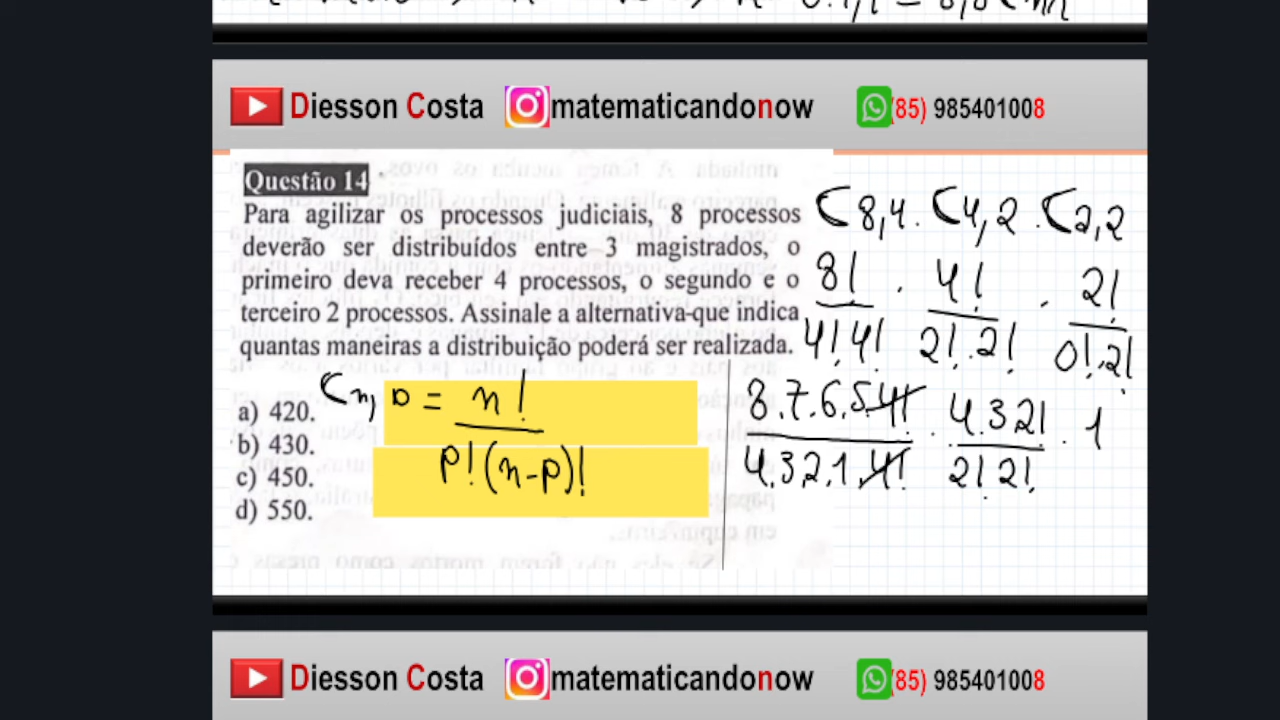 Diesson Costa matematicandonow (85) 985401008
Questão 14
Para agilizar os processos judiciais, 8 processos
deverão ser distribuídos entre 3 magistrados, o
primeiro deva receber 4 processos, o segundo e o
terceiro 2 processos. Assinale a alternativa-que indica
quantas maneiras a distribuição poderá ser realizada.
a) 420.
b) 430.
c) 450.
d) 550.
Cn,p = n!
p!(n-p)!
C8,4 . C4,2 . C2,2
8! . 4! . 2!
4!4! 2!.2! 0!.2!
8.7.6.5.4! . 4.3.2! . 1
4.3.2.1.4! 2!2!
Diesson Costa matematicandonow (85) 985401008